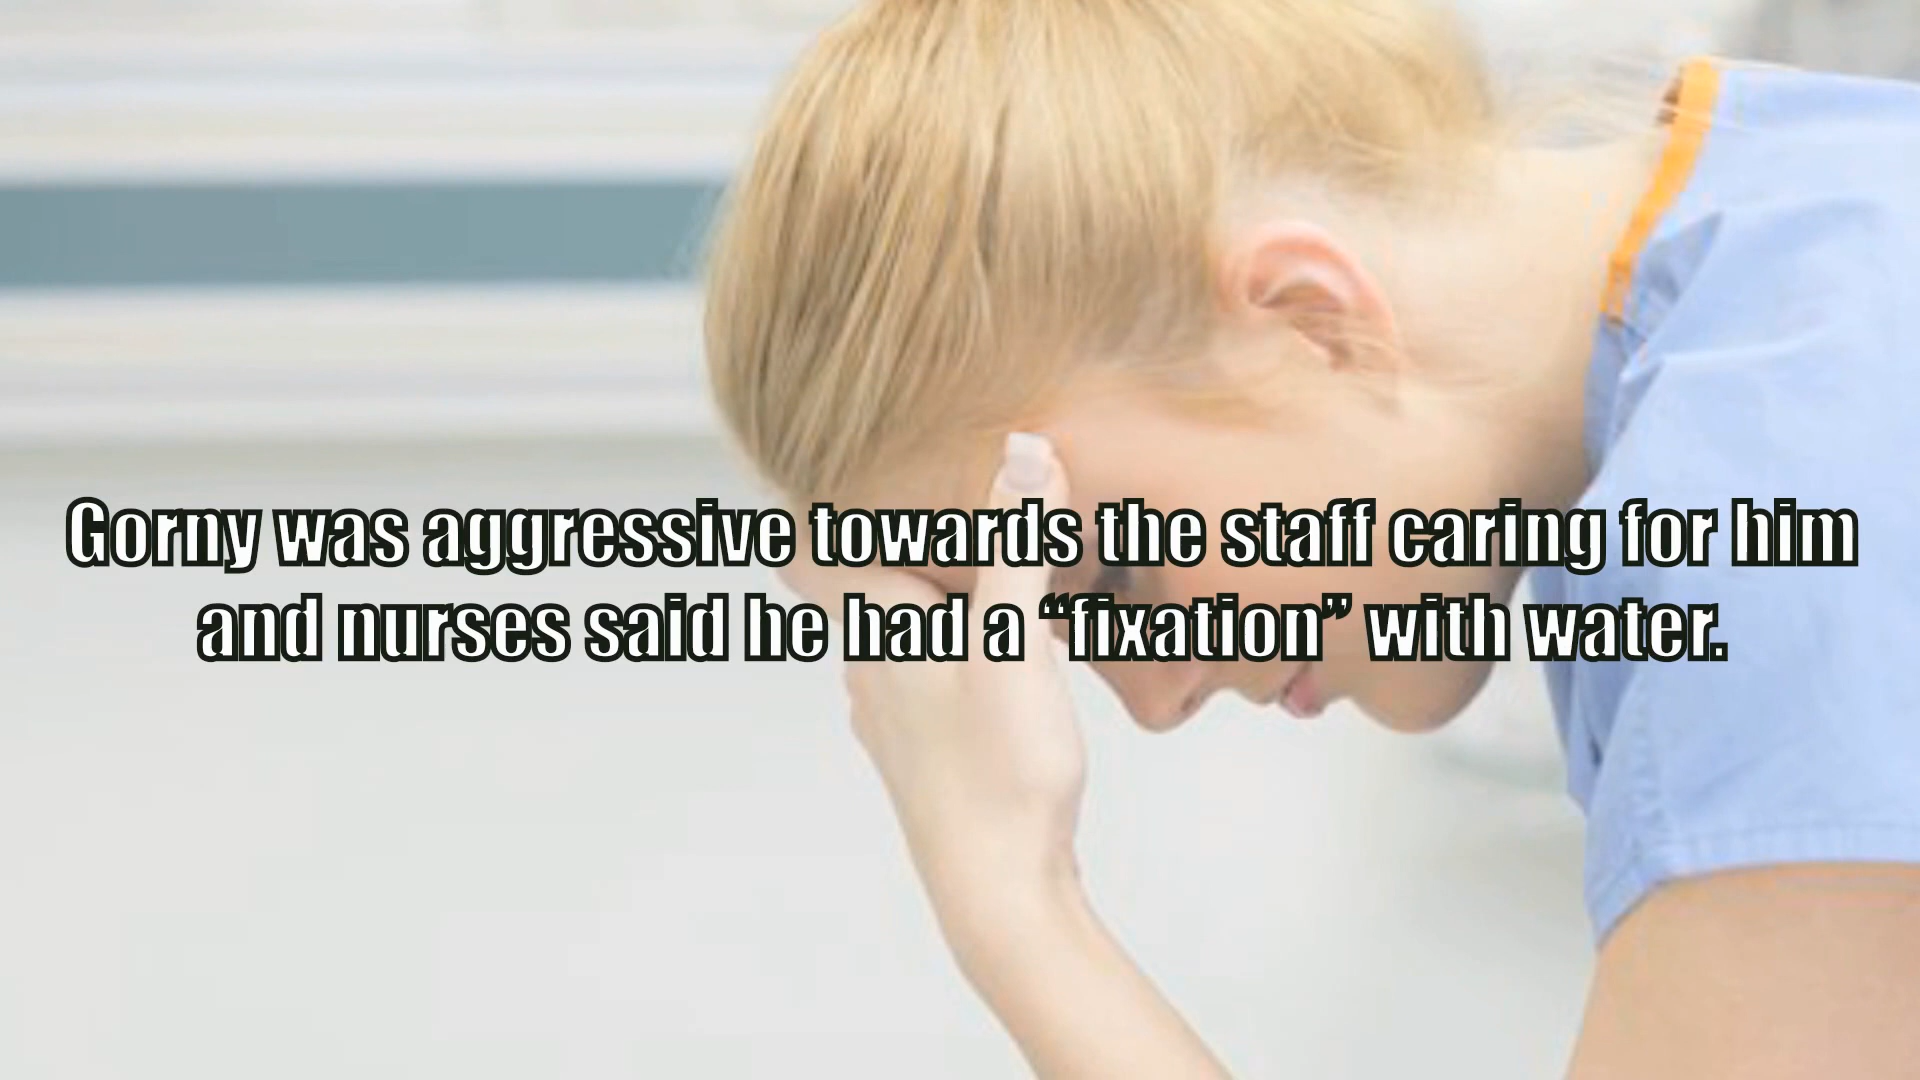 Gorny was aggressive towards the staff caring for him
and nurses said he had a “fixation” with water.